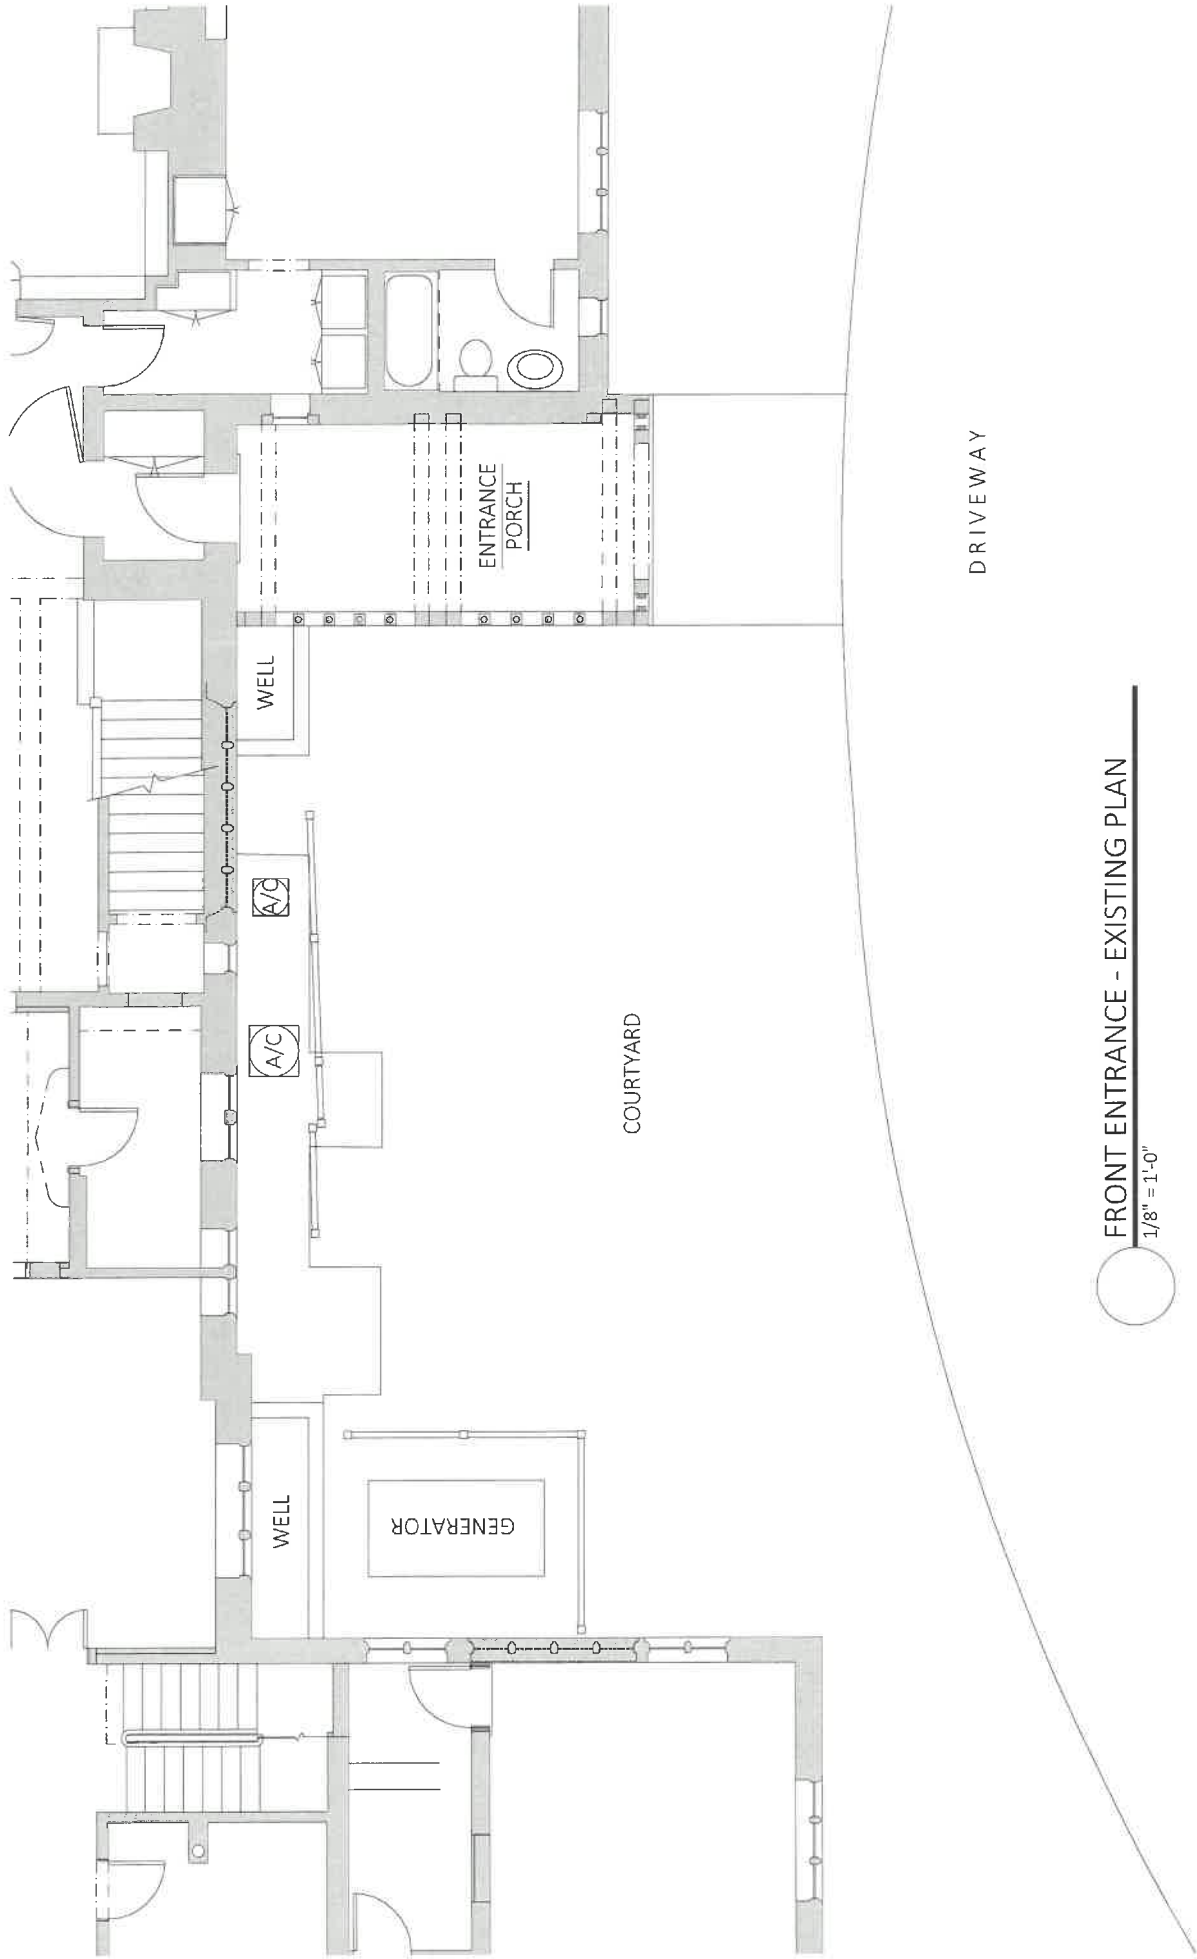 ENTRANCE
PORCH
WELL
A/C
A/C
WELL
GENERATOR
COURTYARD
DRIVEWAY
FRONT ENTRANCE - EXISTING PLAN
1/8" = 1'-0"